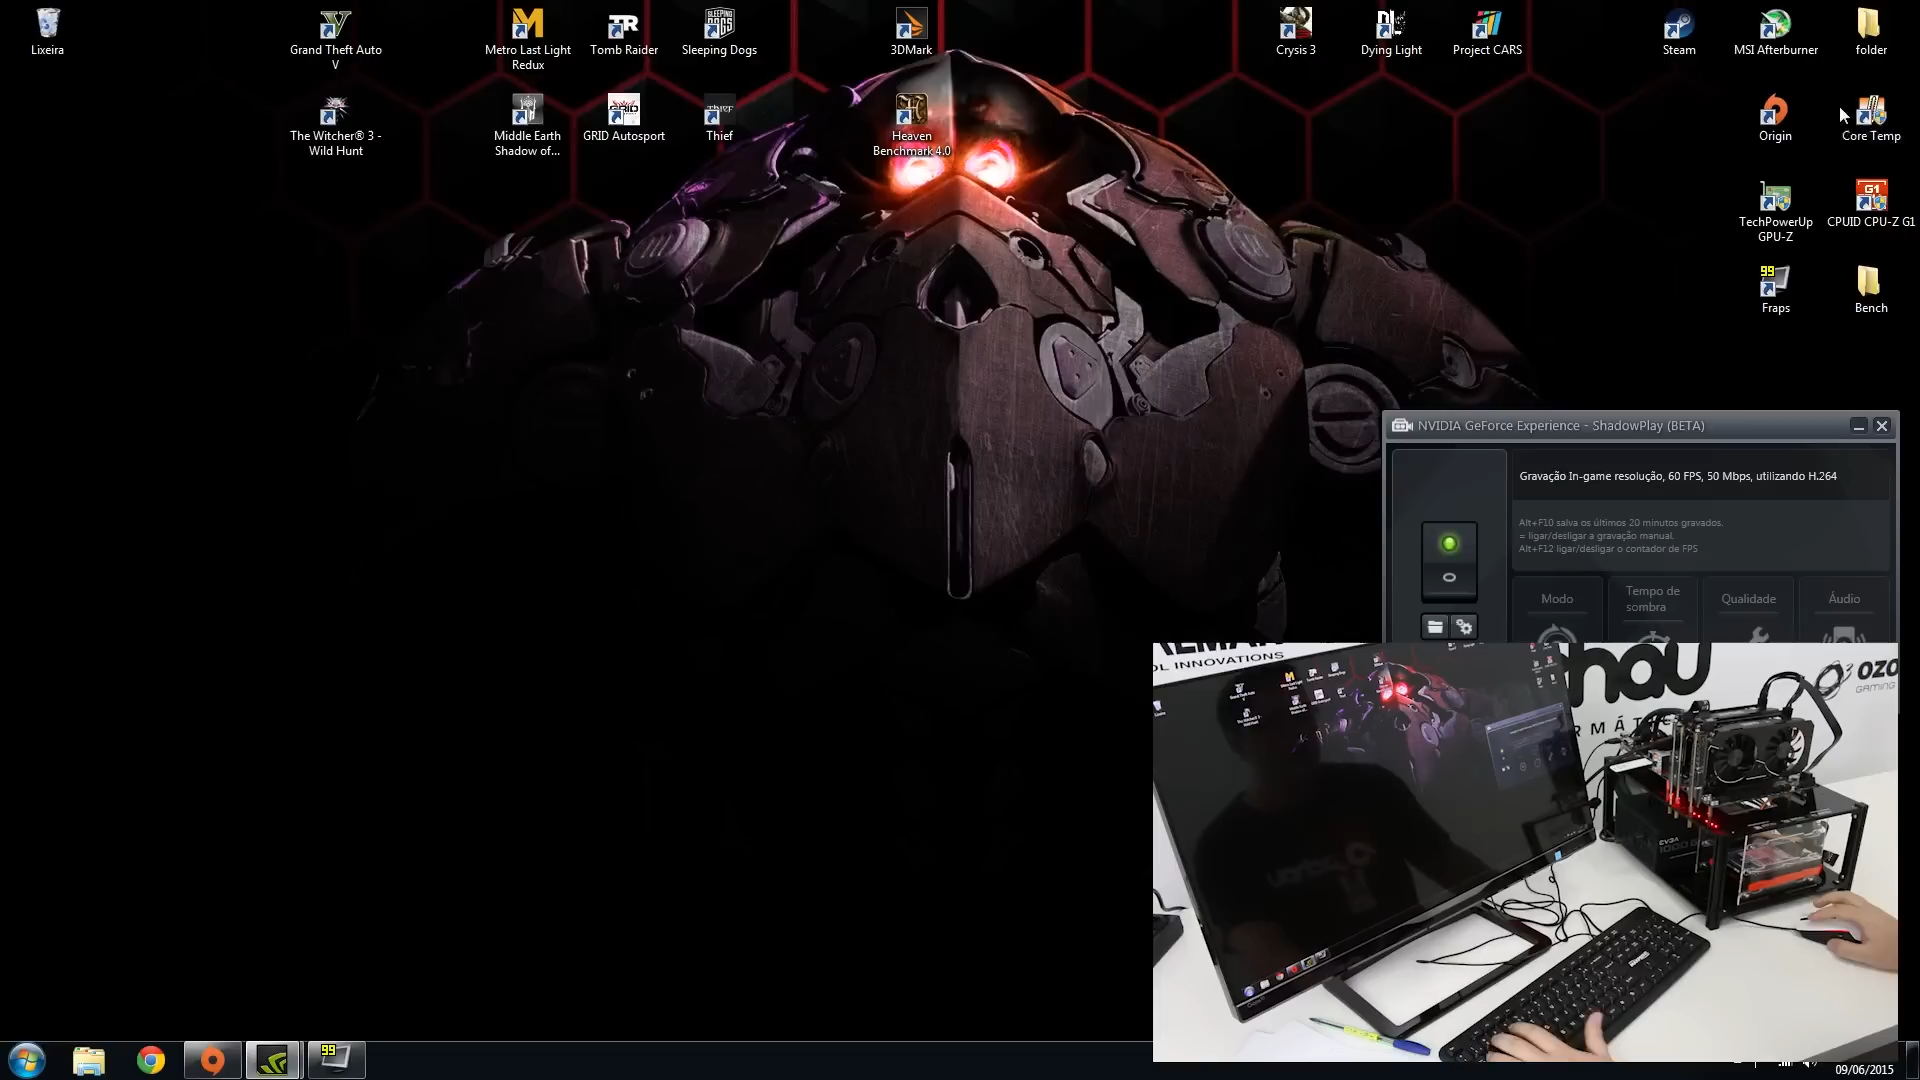 Lixeira
Grand Theft Auto
V
Metro Last Light
Redux
Tomb Raider
Sleeping Dogs
3DMark
Crysis 3
Dying Light
Project CARS
Steam
MSI Afterburner
folder
The Witcher® 3 -
Wild Hunt
Middle Earth
Shadow of...
GRID Autosport
Thief
Heaven
Benchmark 4.0
Origin
Core Temp
TechPowerUp
GPU-Z
CPUID CPU-Z G1
Fraps
Bench
NVIDIA GeForce Experience - ShadowPlay (BETA)
Gravação In-game resolução, 60 FPS, 50 Mbps, utilizando H.264
Alt+F10 salva os últimos 20 minutos gravados.
= ligar/desligar a gravação manual.
Alt+F12 ligar/desligar o contador de FPS
Modo
Tempo de
sombra
Qualidade
Áudio
OL INNOVATIONS
OZO
GAMING
EVGA
09/06/2015